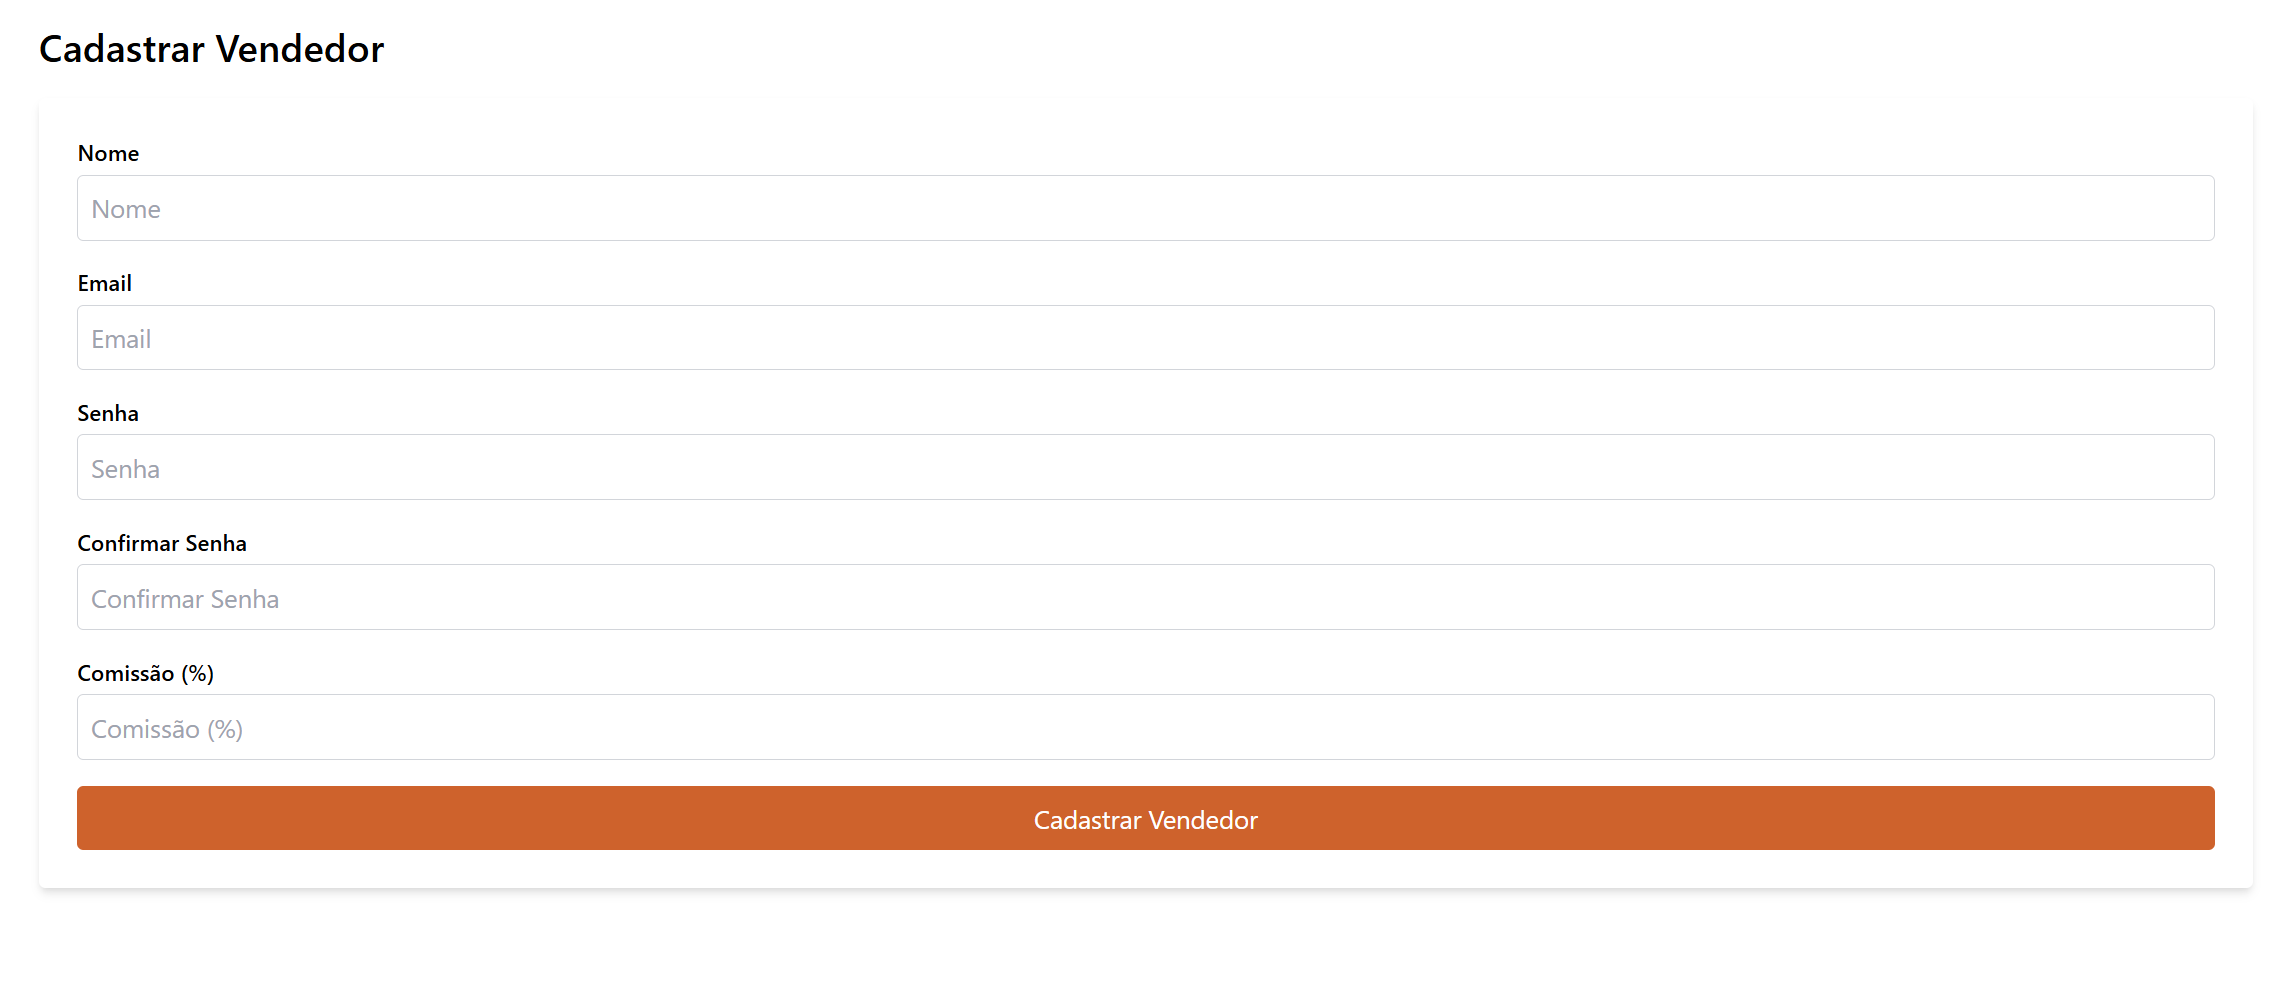 Cadastrar Vendedor
Nome
Nome
Email
Email
Senha
Senha
Confirmar Senha
Confirmar Senha
Comissão (%)
Comissão (%)
Cadastrar Vendedor